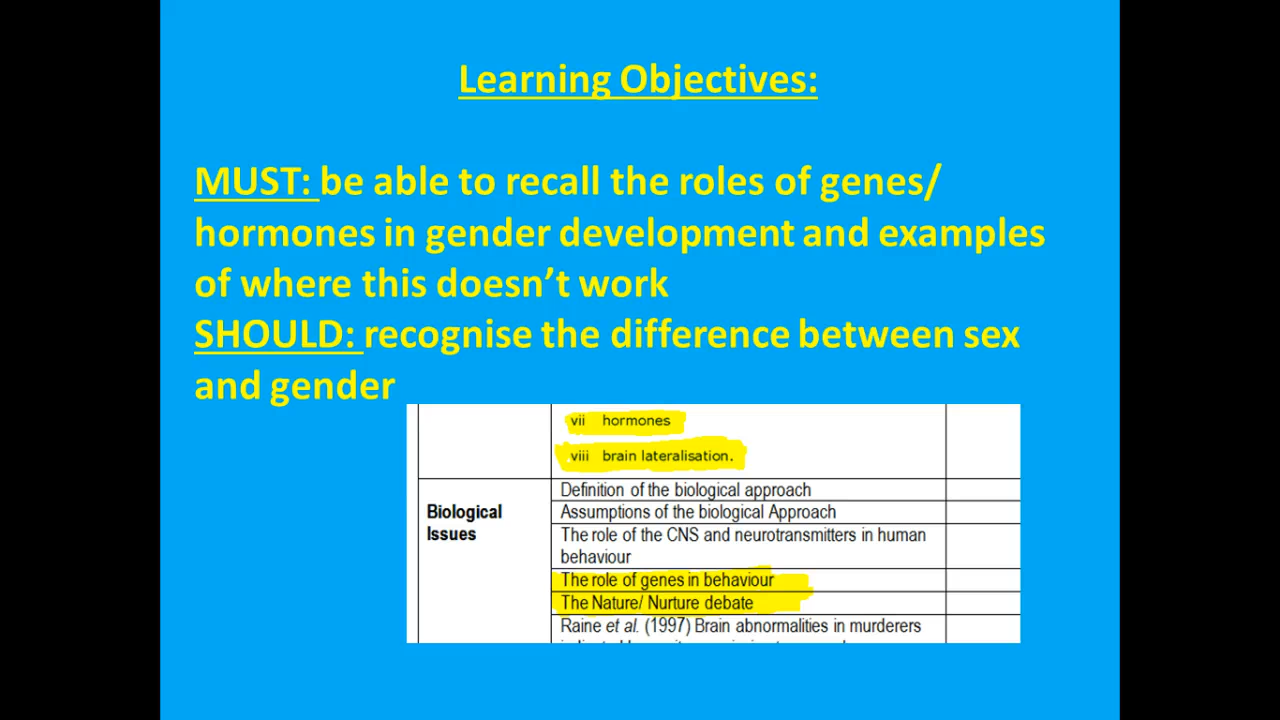 Learning Objectives:
MUST: be able to recall the roles of genes/
hormones in gender development and examples
of where this doesn’t work
SHOULD: recognise the difference between sex
and gender
vii hormones
viii brain lateralisation.
Biological
Issues
Definition of the biological approach
Assumptions of the biological Approach
The role of the CNS and neurotransmitters in human
behaviour
The role of genes in behaviour
The Nature/ Nurture debate
Raine et al. (1997) Brain abnormalities in murderers